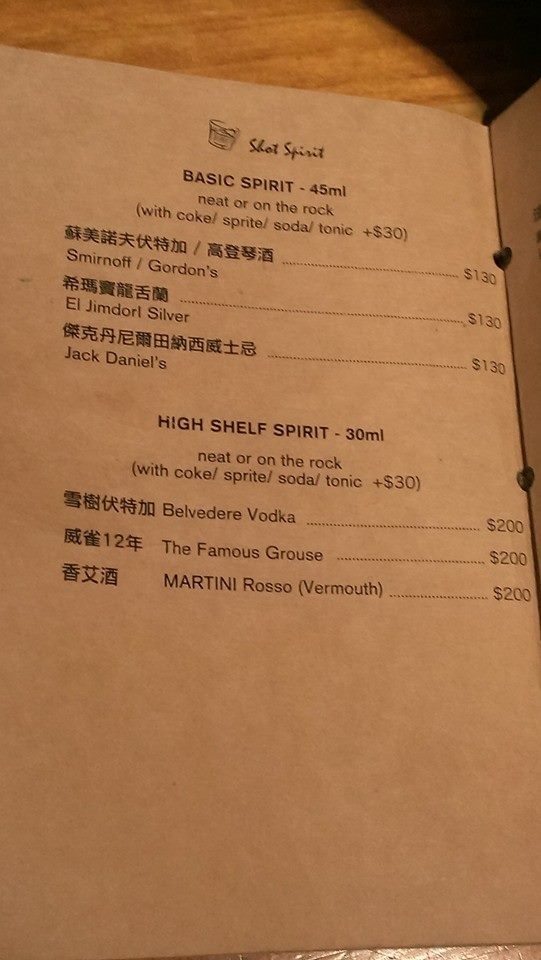 Shot Spirit
BASIC SPIRIT - 45ml
neat or on the rock
(with coke/ sprite/ soda/ tonic +$30)
蘇美諾夫伏特加 / 高登琴酒 $130
Smirnoff / Gordon's
希瑪竇龍舌蘭 $130
El Jimdorl Silver
傑克丹尼爾田納西威士忌 $130
Jack Daniel's
HIGH SHELF SPIRIT - 30ml
neat or on the rock
(with coke/ sprite/ soda/ tonic +$30)
雪樹伏特加 Belvedere Vodka $200
威雀12年 The Famous Grouse $200
香艾酒 MARTINI Rosso (Vermouth) $200